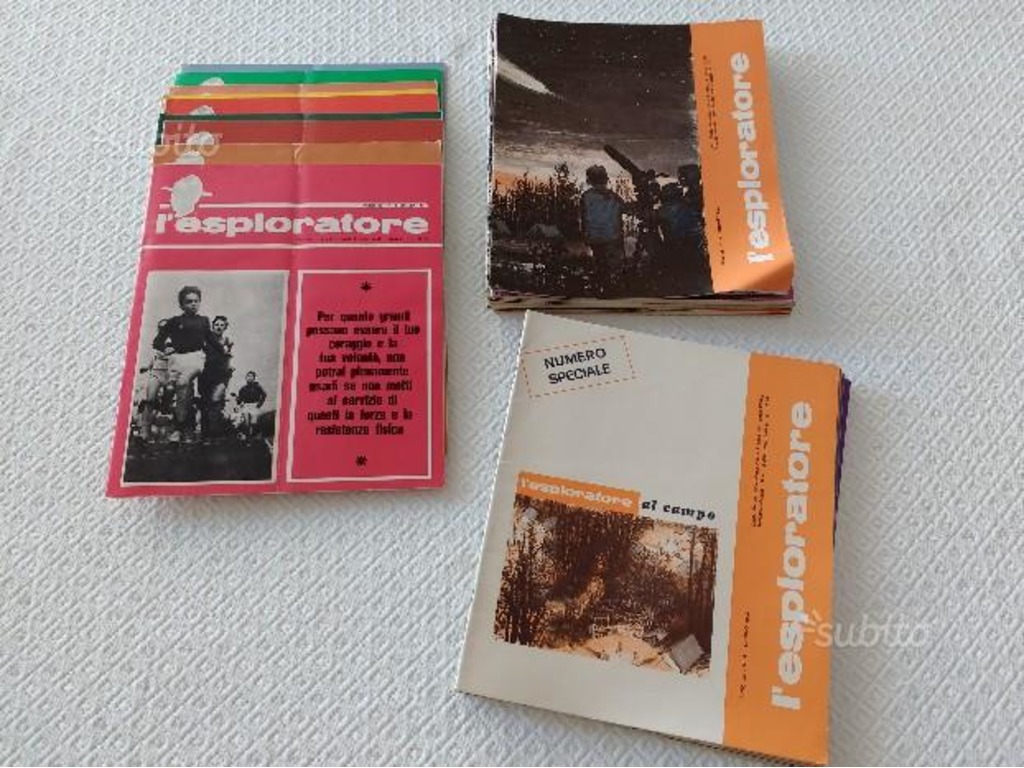 l'esploratore
Per quanto grandi
possano essere il tuo
coraggio e la
tua volontà, non
potrai pienamente
usarli se non metti
al servizio di
questi la forza e la
resistenza fisica
l'esploratore
NUMERO
SPECIALE
l'esploratore al campo
l'esploratore
subito
subito